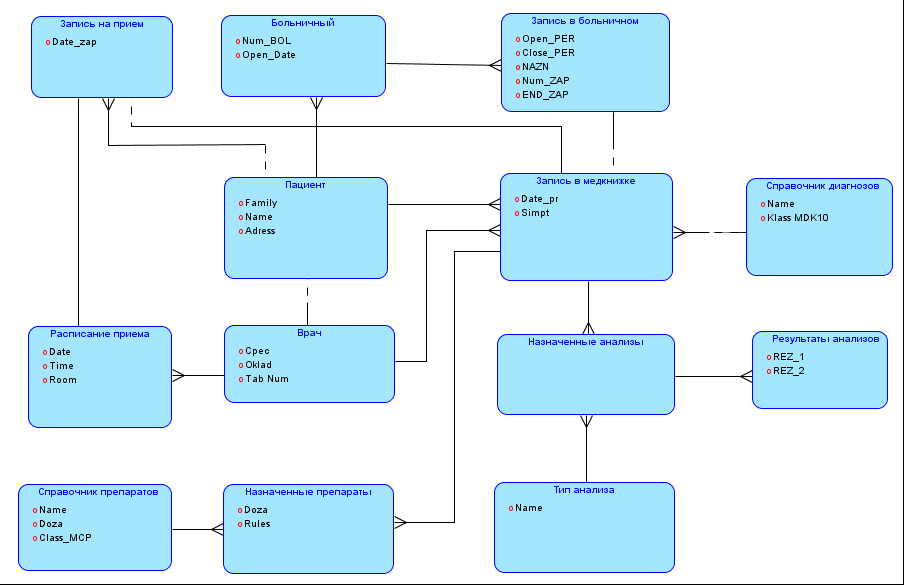 Запись на прием
Date_zap
Больничный
Num_BOL
Open_Date
Запись в больничном
Open_PER
Close_PER
NAZN
Num_ZAP
END_ZAP
Пациент
Family
Name
Adress
Запись в медкнижке
Date_pr
Simpt
Справочник диагнозов
Name
Klass MDK10
Расписание приема
Date
Time
Room
Врач
Cpec
Oklad
Tab Num
Назначенные анализы
Результаты анализов
REZ_1
REZ_2
Справочник препаратов
Name
Doza
Class_MCP
Назначенные препараты
Doza
Rules
Тип анализа
Name